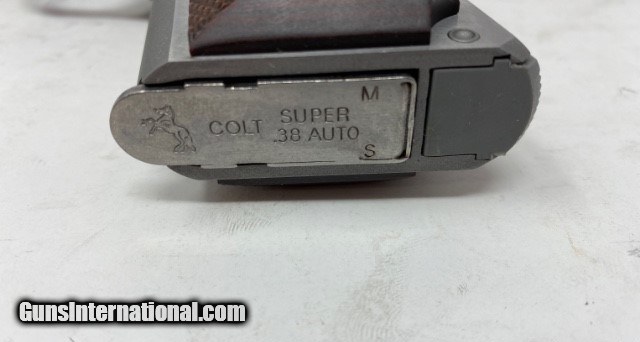 M
COLT SUPER
.38 AUTO
S
GunsInternational.com